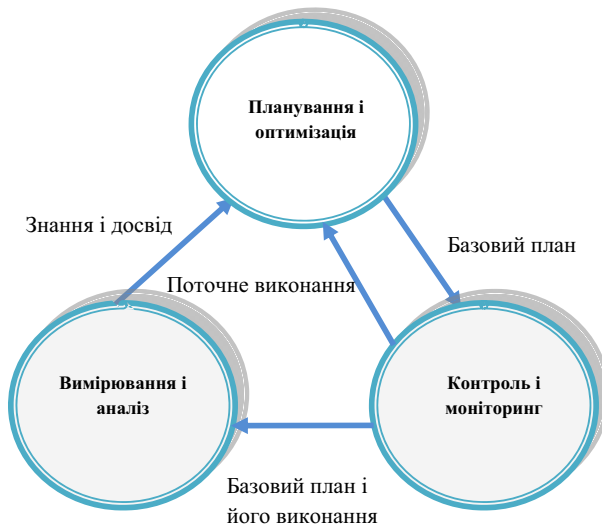 Планування і
оптимізація
Знання і досвід
Базовий план
Поточне виконання
Вимірювання і
аналіз
Контроль і
моніторинг
Базовий план і
його виконання